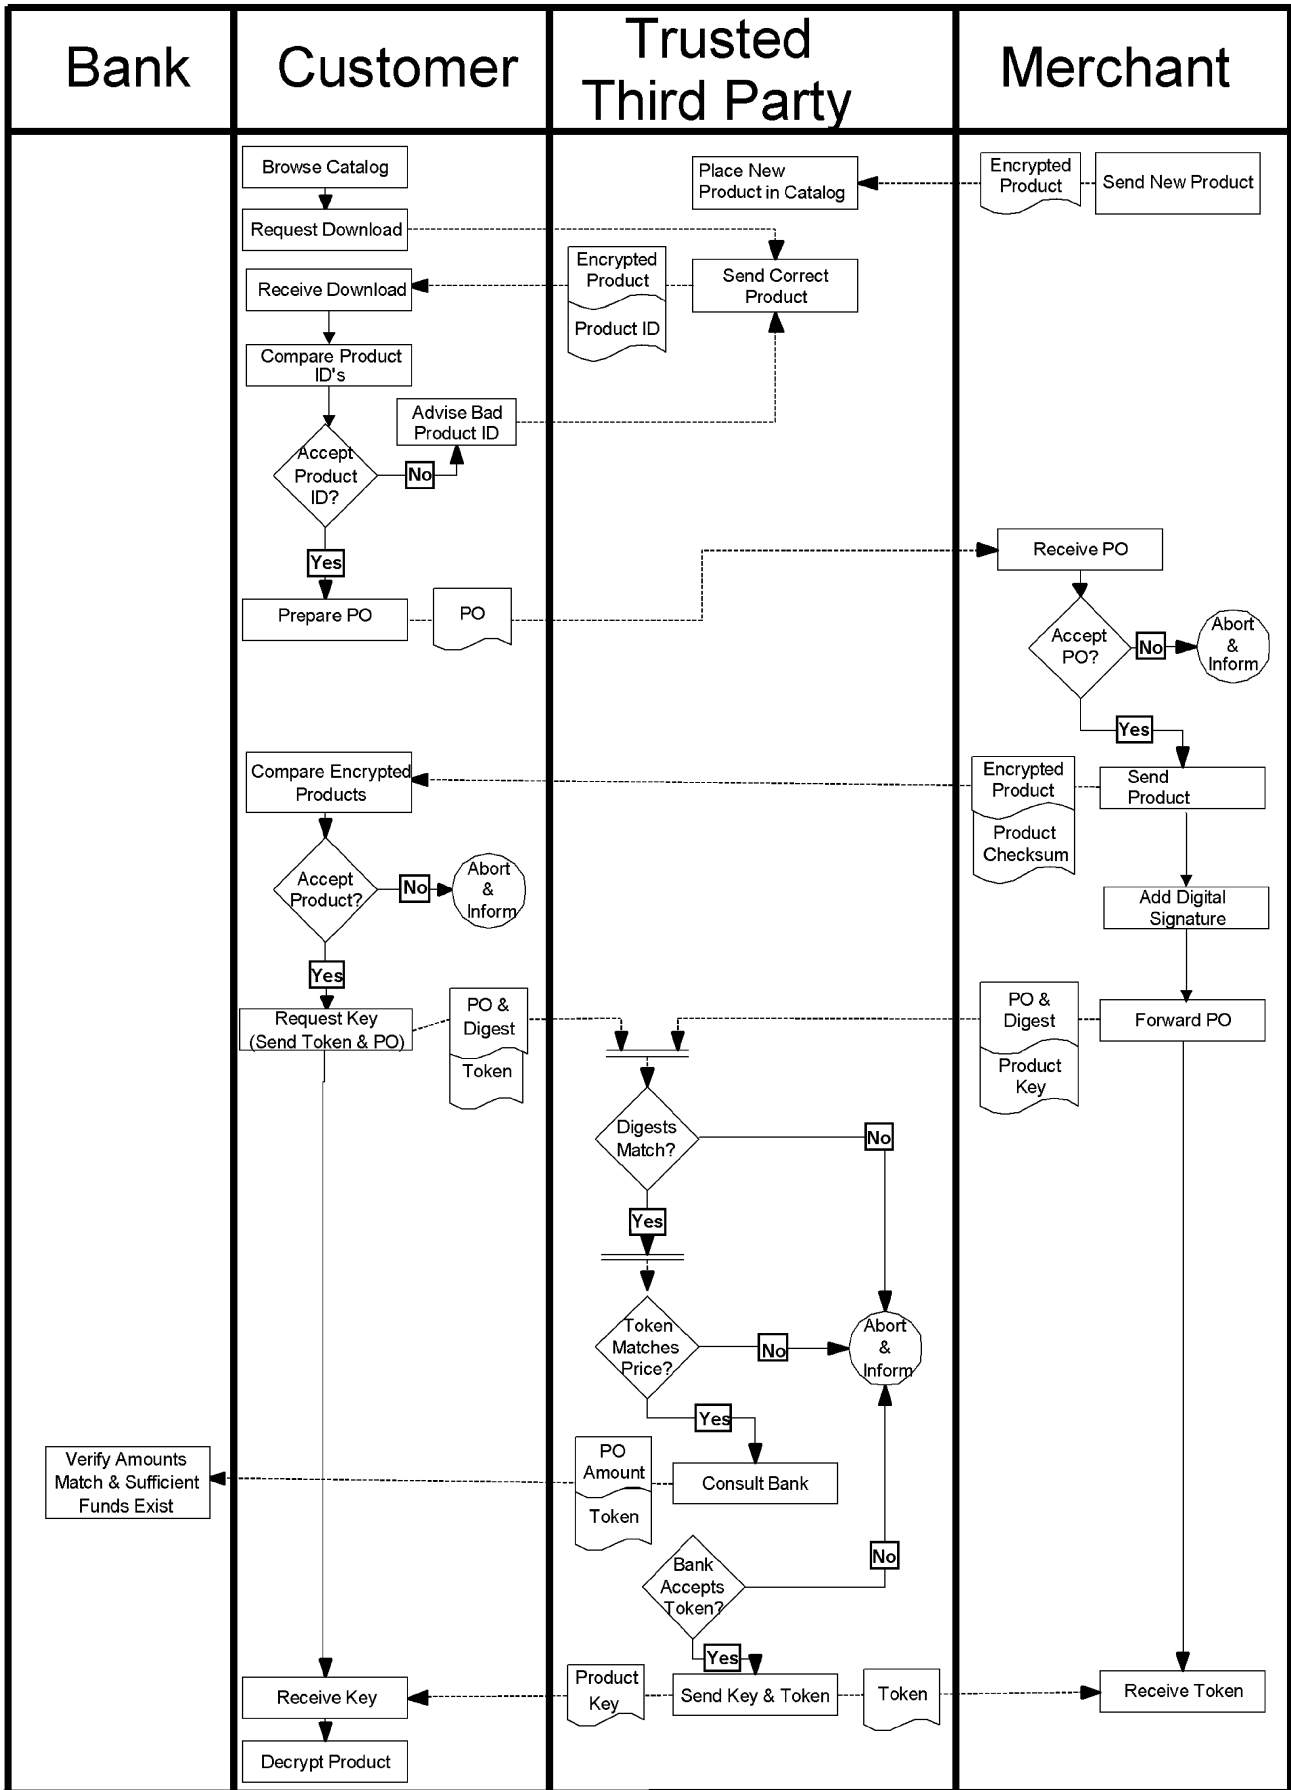 Bank
Customer
Trusted
Third Party
Merchant
Browse Catalog
Place New
Product in Catalog
Encrypted
Product
Send New Product
Request Download
Encrypted
Product
Product ID
Send Correct
Product
Receive Download
Compare Product
ID's
Advise Bad
Product ID
Accept
Product
ID?
No
Yes
Prepare PO
PO
Receive PO
Accept
PO?
No
Abort
&
Inform
Yes
Compare Encrypted
Products
Encrypted
Product
Product
Checksum
Send
Product
Accept
Product?
No
Abort
&
Inform
Add Digital
Signature
Yes
Request Key
(Send Token & PO)
PO &
Digest
Token
PO &
Digest
Product
Key
Forward PO
Digests
Match?
No
Yes
Token
Matches
Price?
No
Abort
&
Inform
Yes
Verify Amounts
Match & Sufficient
Funds Exist
PO
Amount
Token
Consult Bank
Bank
Accepts
Token?
No
Yes
Receive Key
Product
Key
Send Key & Token
Token
Receive Token
Decrypt Product